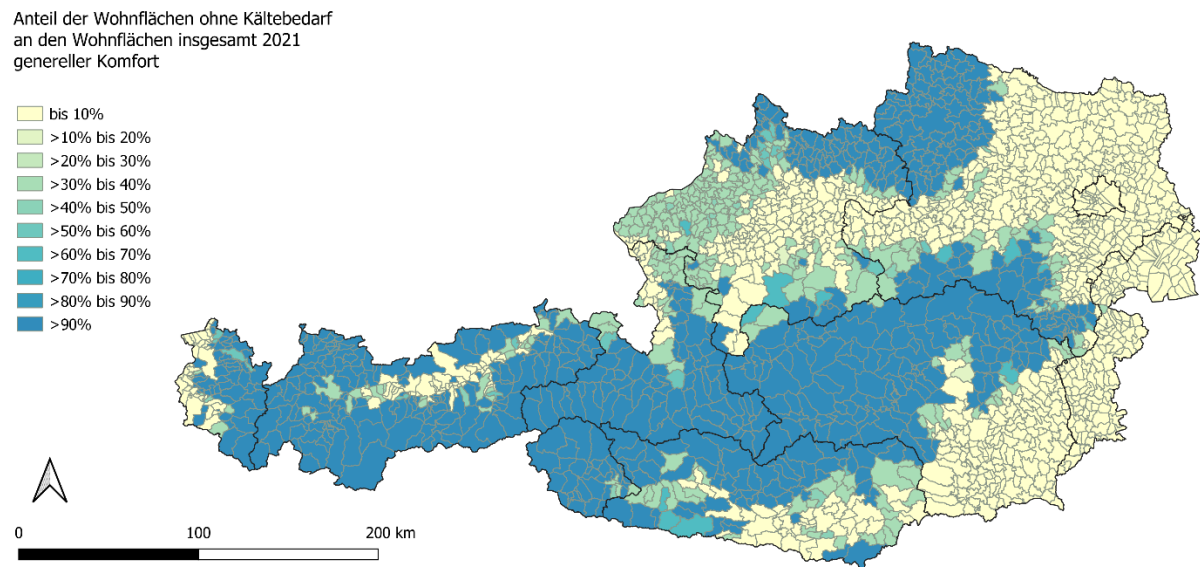 Anteil der Wohnflächen ohne Kältebedarf
an den Wohnflächen insgesamt 2021
genereller Komfort
bis 10%
>10% bis 20%
>20% bis 30%
>30% bis 40%
>40% bis 50%
>50% bis 60%
>60% bis 70%
>70% bis 80%
>80% bis 90%
>90%
0 100 200 km